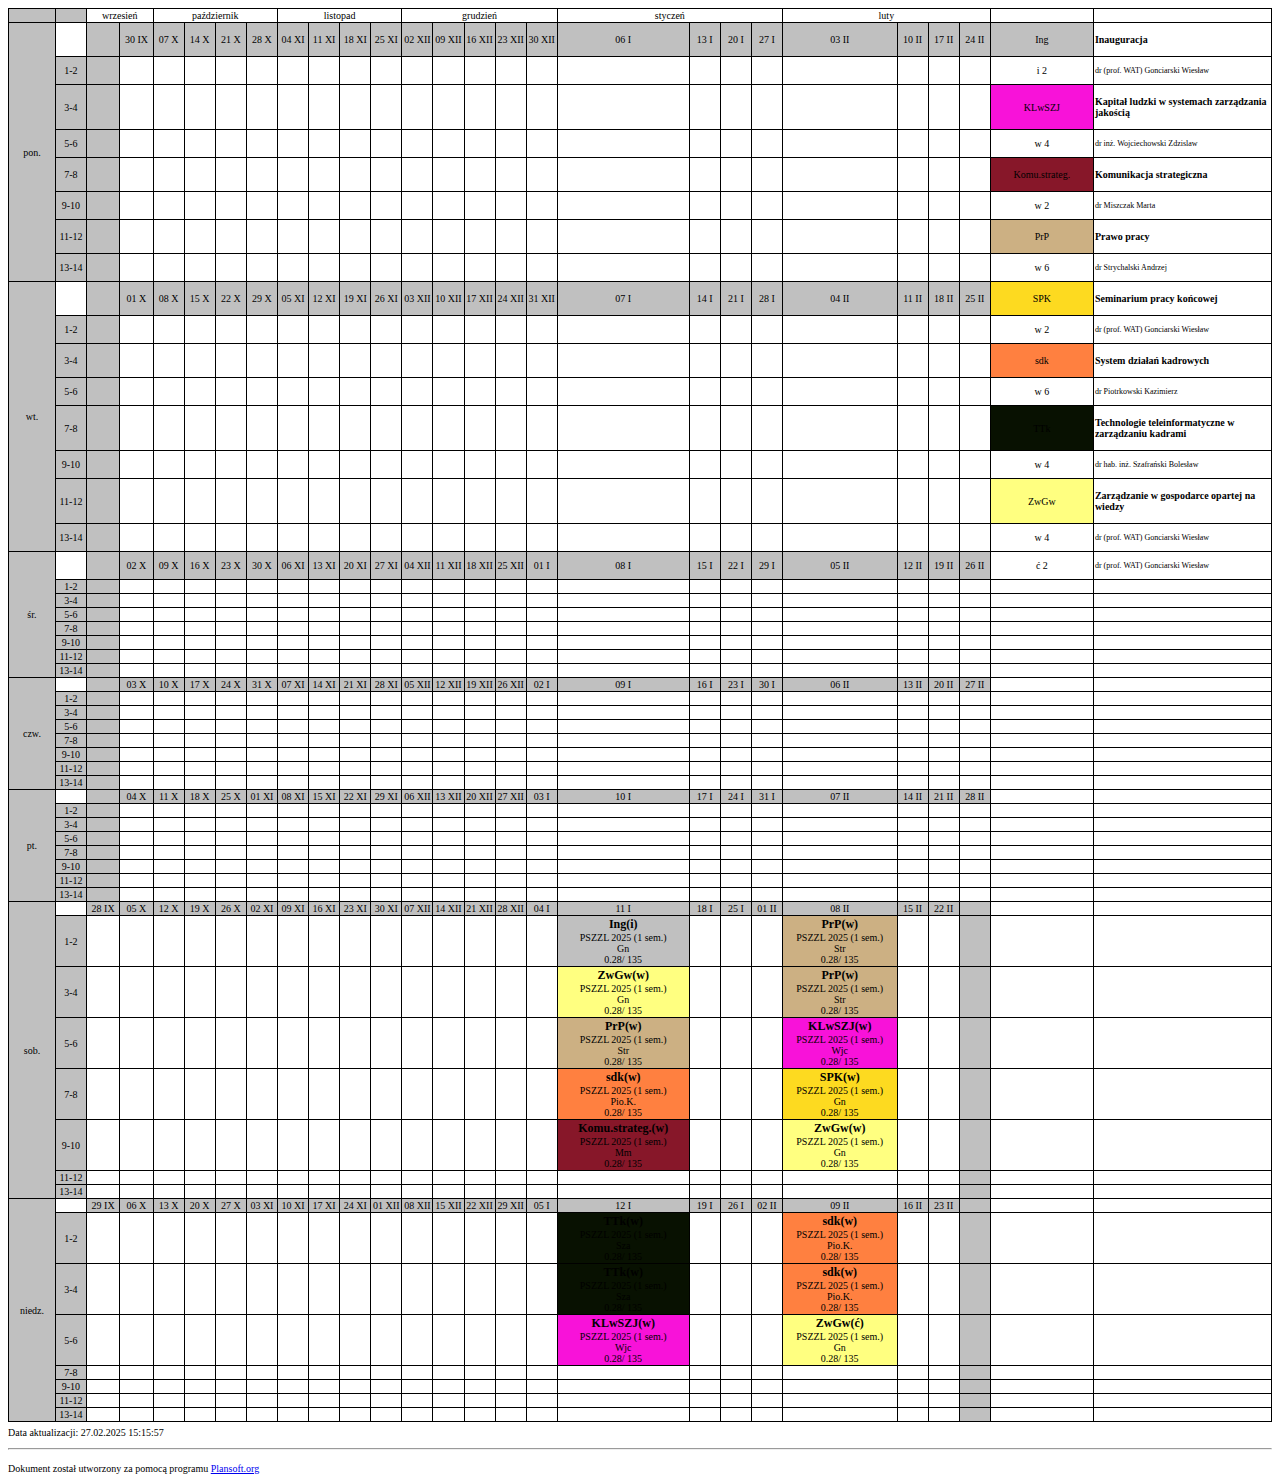 wrzesień październik listopad grudzień styczeń luty
30 IX 07 X 14 X 21 X 28 X 04 XI 11 XI 18 XI 25 XI 02 XII 09 XII 16 XII 23 XII 30 XII 06 I 13 I 20 I 27 I 03 II 10 II 17 II 24 II Ing Inauguracja
1-2 i 2 dr (prof. WAT) Gonciarski Wiesław
3-4 KLwSZJ Kapitał ludzki w systemach zarządzania jakością
pon.
5-6 w 4 dr inż. Wojciechowski Zdzislaw
7-8 Komu.strateg. Komunikacja strategiczna
9-10 w 2 dr Miszczak Marta
11-12 PrP Prawo pracy
13-14 w 6 dr Strychalski Andrzej
01 X 08 X 15 X 22 X 29 X 05 XI 12 XI 19 XI 26 XI 03 XII 10 XII 17 XII 24 XII 31 XII 07 I 14 I 21 I 28 I 04 II 11 II 18 II 25 II SPK Seminarium pracy końcowej
1-2 w 2 dr (prof. WAT) Gonciarski Wiesław
3-4 sdk System działań kadrowych
5-6 w 6 dr Piotrkowski Kazimierz
wt.
7-8 TTk Technologie teleinformatyczne w zarządzaniu kadrami
9-10 w 4 dr hab. inż. Szafrański Bolesław
11-12 ZwGw Zarządzanie w gospodarce opartej na wiedzy
13-14 w 4 dr (prof. WAT) Gonciarski Wiesław
02 X 09 X 16 X 23 X 30 X 06 XI 13 XI 20 XI 27 XI 04 XII 11 XII 18 XII 25 XII 01 I 08 I 15 I 22 I 29 I 05 II 12 II 19 II 26 II ć 2 dr (prof. WAT) Gonciarski Wiesław
1-2
3-4
śr. 5-6
7-8
9-10
11-12
13-14
03 X 10 X 17 X 24 X 31 X 07 XI 14 XI 21 XI 28 XI 05 XII 12 XII 19 XII 26 XII 02 I 09 I 16 I 23 I 30 I 06 II 13 II 20 II 27 II
1-2
3-4
5-6
czw.
7-8
9-10
11-12
13-14
04 X 11 X 18 X 25 X 01 XI 08 XI 15 XI 22 XI 29 XI 06 XII 13 XII 20 XII 27 XII 03 I 10 I 17 I 24 I 31 I 07 II 14 II 21 II 28 II
1-2
3-4
5-6
pt.
7-8
9-10
11-12
13-14
28 IX 05 X 12 X 19 X 26 X 02 XI 09 XI 16 XI 23 XI 30 XI 07 XII 14 XII 21 XII 28 XII 04 I 11 I 18 I 25 I 01 II 08 II 15 II 22 II
Ing(i) PrP(w)
1-2 PSZZL 2025 (1 sem.) PSZZL 2025 (1 sem.)
Gn Str
0.28/ 135 0.28/ 135
ZwGw(w) PrP(w)
3-4 PSZZL 2025 (1 sem.) PSZZL 2025 (1 sem.)
Gn Str
0.28/ 135 0.28/ 135
PrP(w) KLwSZJ(w)
5-6 PSZZL 2025 (1 sem.) PSZZL 2025 (1 sem.)
sob. Str Wjc
0.28/ 135 0.28/ 135
sdk(w) SPK(w)
7-8 PSZZL 2025 (1 sem.) PSZZL 2025 (1 sem.)
Pio.K. Gn
0.28/ 135 0.28/ 135
Komu.strateg.(w) ZwGw(w)
9-10 PSZZL 2025 (1 sem.) PSZZL 2025 (1 sem.)
Mm Gn
0.28/ 135 0.28/ 135
11-12
13-14
29 IX 06 X 13 X 20 X 27 X 03 XI 10 XI 17 XI 24 XI 01 XII 08 XII 15 XII 22 XII 29 XII 05 I 12 I 19 I 26 I 02 II 09 II 16 II 23 II
TTk(w) sdk(w)
1-2 PSZZL 2025 (1 sem.) PSZZL 2025 (1 sem.)
Pio.K.
0.28/ 135 0.28/ 135
TTk(w) sdk(w)
3-4 PSZZL 2025 (1 sem.) PSZZL 2025 (1 sem.)
Pio.K.
niedz. 0.28/ 135 0.28/ 135
KLwSZJ(w) ZwGw(ć)
5-6 PSZZL 2025 (1 sem.) PSZZL 2025 (1 sem.)
Wjc Gn
0.28/ 135 0.28/ 135
7-8
9-10
11-12
13-14
Data aktualizacji: 27.02.2025 15:15:57
Dokument został utworzony za pomocą programu Plansoft.org